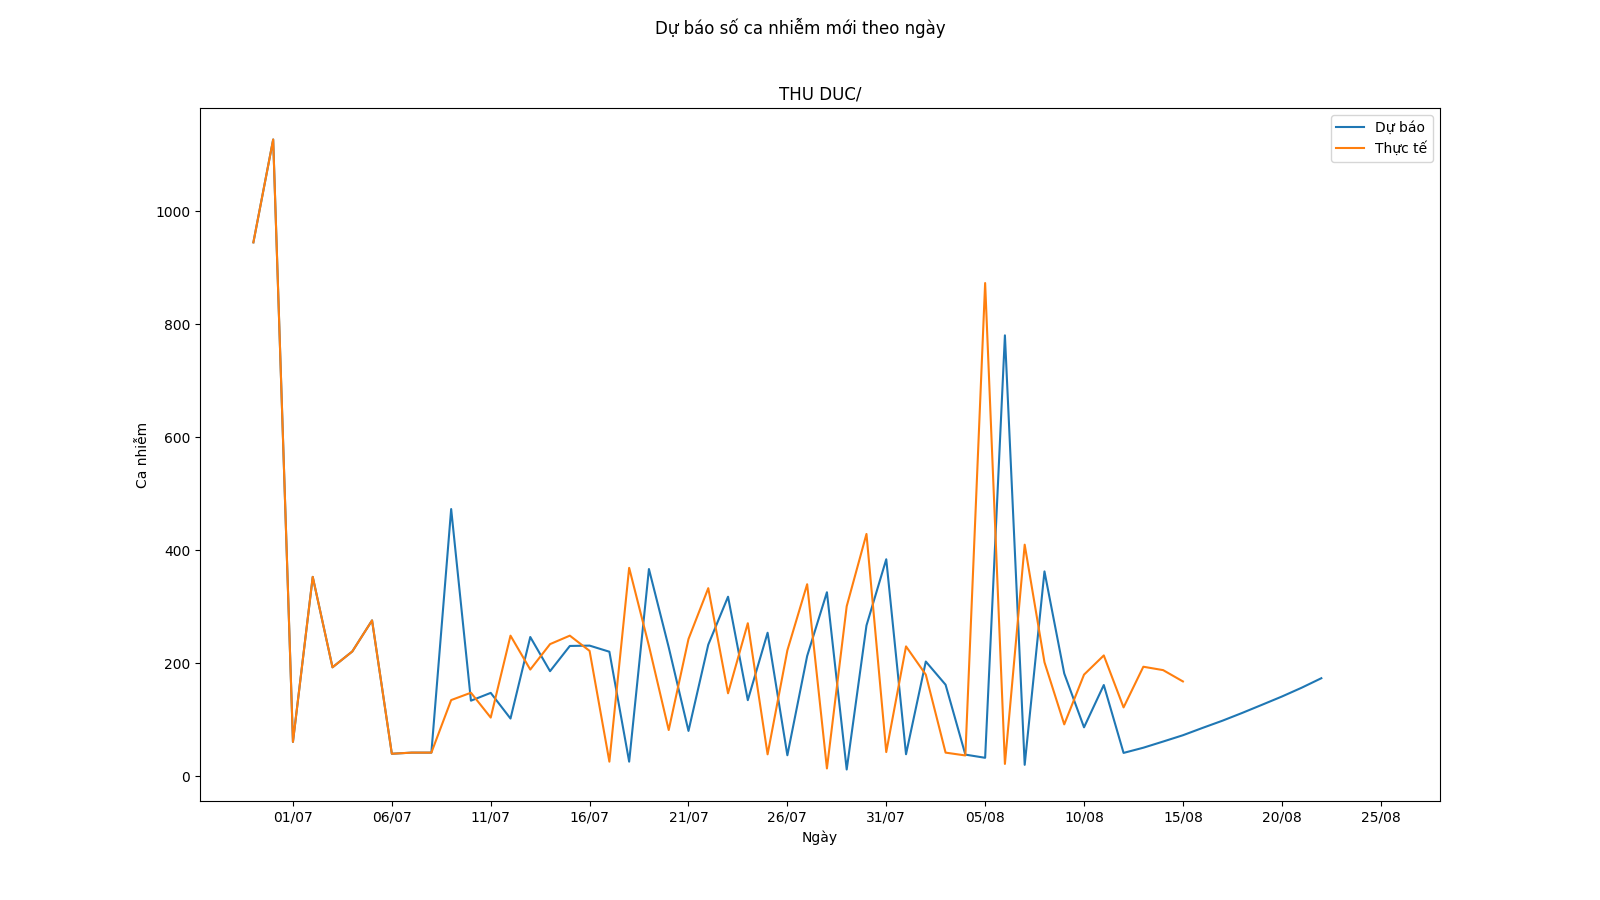 Dự báo số ca nhiễm mới theo ngày
THU DUC/
Dự báo
Thực tế
1000
800
600
400
200
0
Ca nhiễm
01/07 06/07 11/07 16/07 21/07 26/07 31/07 05/08 10/08 15/08 20/08 25/08
Ngày